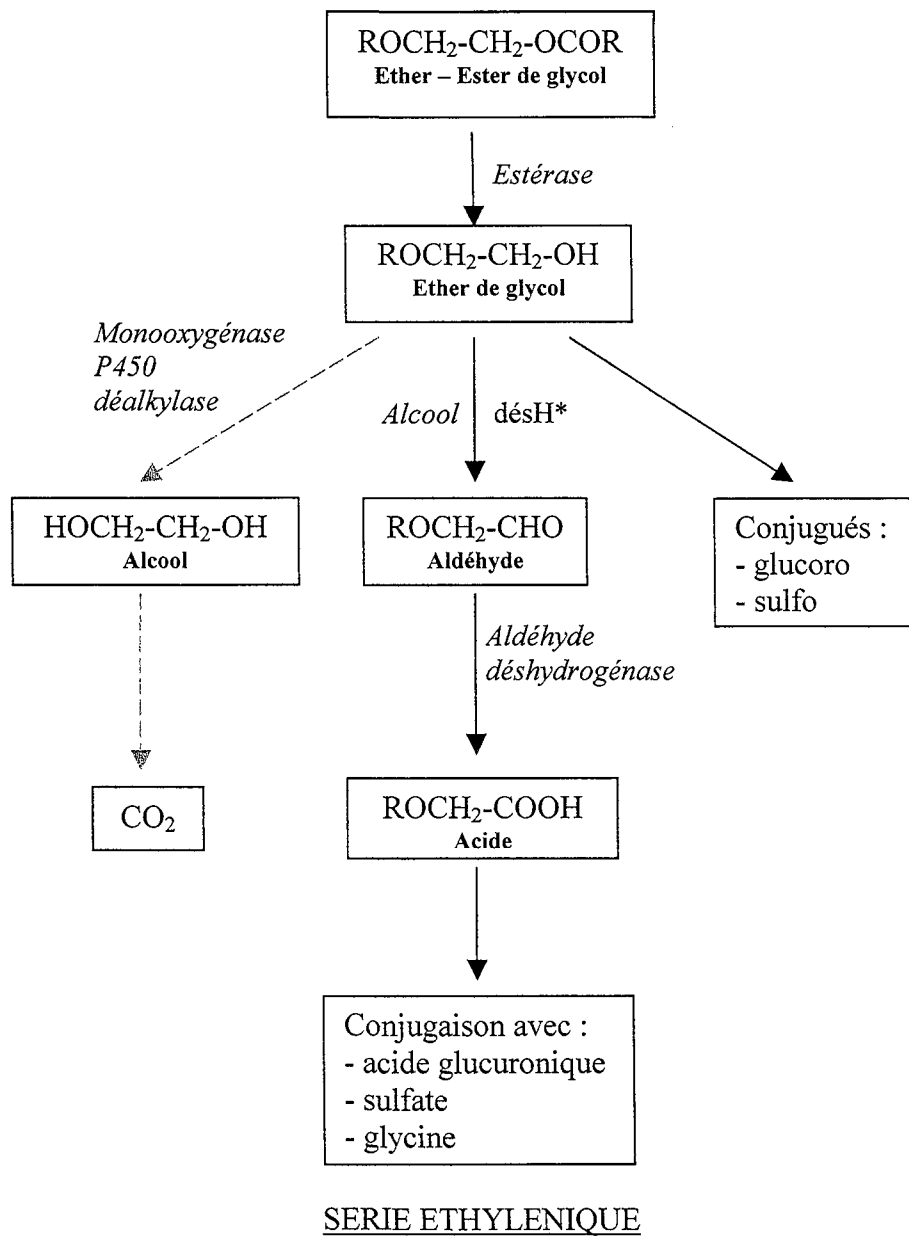 ROCH₂-CH₂-OCOR
Ether – Ester de glycol
Estérase
ROCH₂-CH₂-OH
Ether de glycol
Monooxygénase
P450
déalkylase
Alcool désH*
HOCH₂-CH₂-OH
Alcool
ROCH₂-CHO
Aldéhyde
Conjugués :
- glucoro
- sulfo
Aldéhyde
déshydrogénase
CO₂
ROCH₂-COOH
Acide
Conjugaison avec :
- acide glucuronique
- sulfate
- glycine
SERIE ETHYLENIQUE